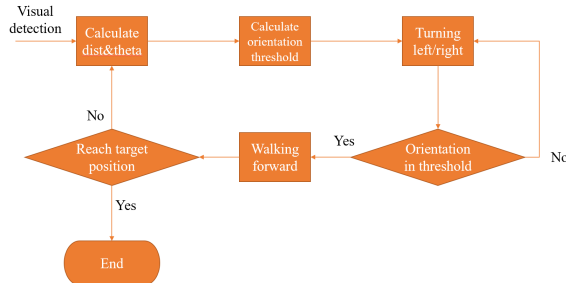 Visual
detection
Calculate
dist&theta
Calculate
orientation
threshold
Turning
left/right
No
Reach target
position
Walking
forward
Yes
Orientation
in threshold
No
Yes
End